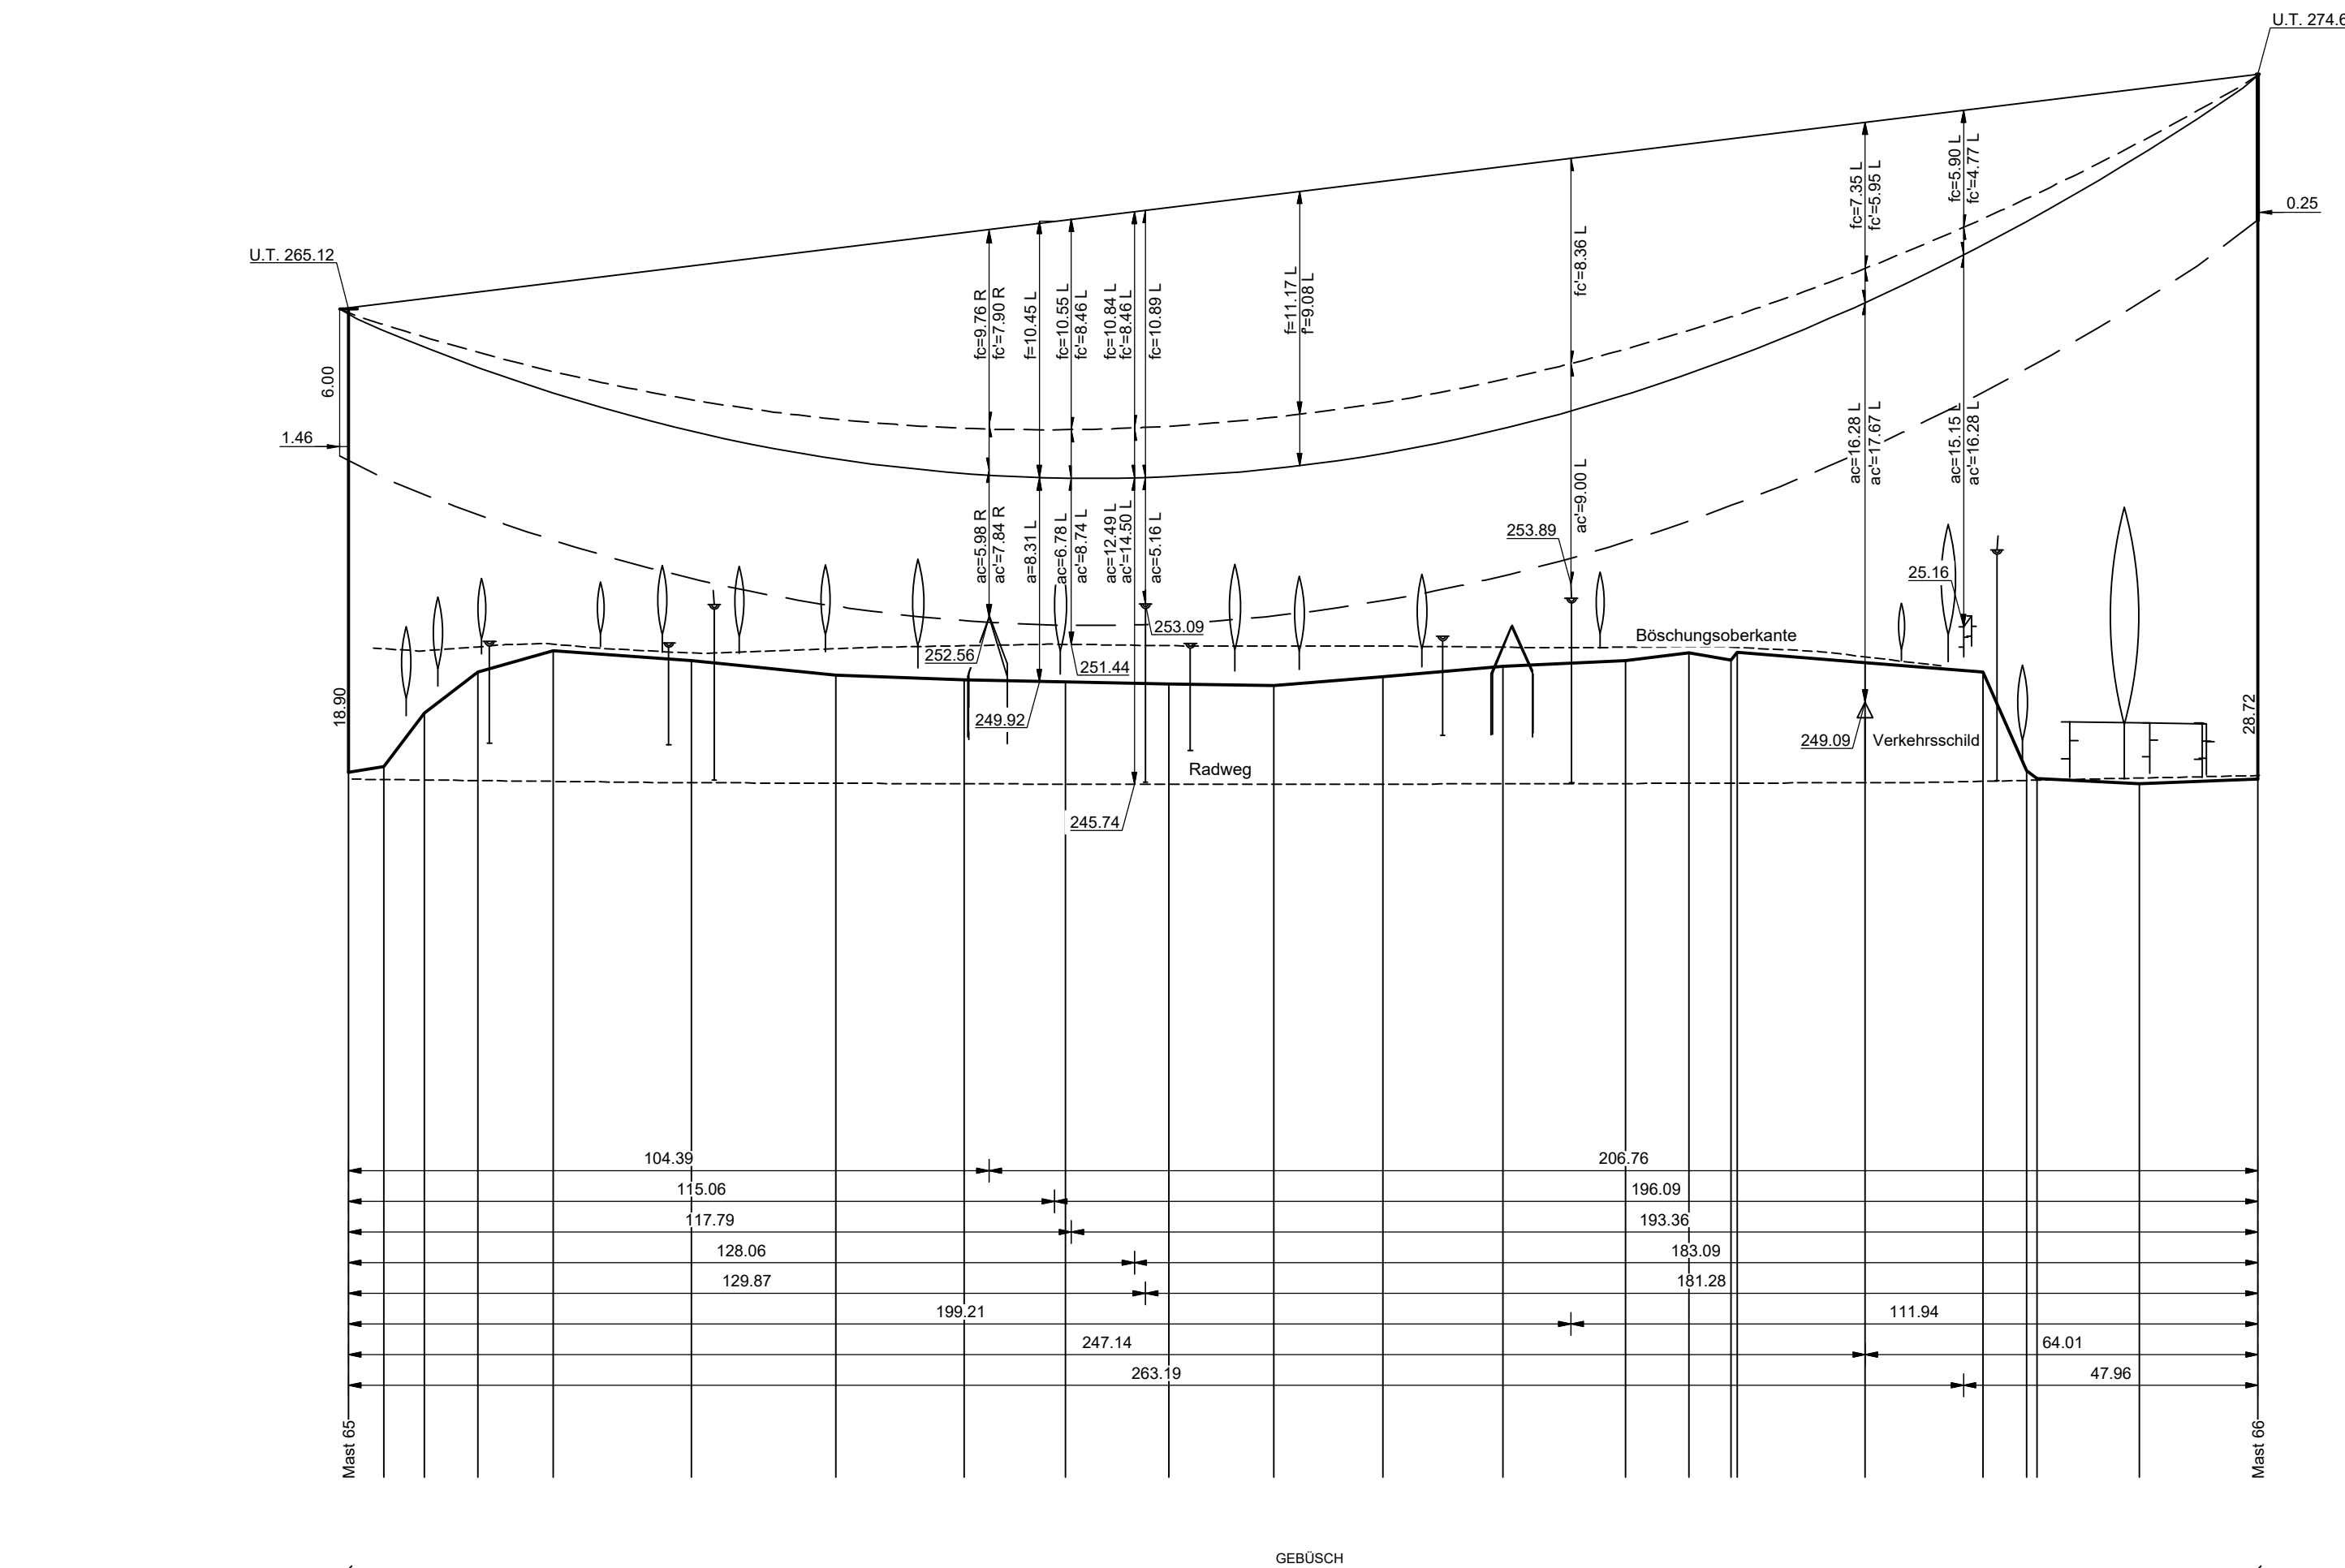 U.T. 274.6
0.25
U.T. 265.12
6.00
1.46
18.90
28.72
fc=9.76 R
fc'=7.90 R
f=10.45 L
fc=10.55 L
fc'=8.46 L
fc=10.84 L
fc'=8.46 L
fc=10.89 L
f=11.17 L
f'=9.08 L
fc'=8.36 L
fc=7.35 L
fc'=5.95 L
fc=5.90 L
fc'=4.77 L
ac=5.98 R
ac'=7.84 R
a=8.31 L
ac=6.78 L
ac'=8.74 L
ac=12.49 L
ac'=14.50 L
ac=5.16 L
ac'=9.00 L
ac=16.28 L
ac'=17.67 L
ac=15.15 L
ac'=16.28 L
253.89
25.16
253.09
Böschungsoberkante
252.56
251.44
249.92
249.09
Verkehrsschild
Radweg
245.74
104.39
206.76
115.06
196.09
117.79
193.36
128.06
183.09
129.87
181.28
199.21
111.94
247.14
64.01
263.19
47.96
Mast 65
Mast 66
GEBÜSCH